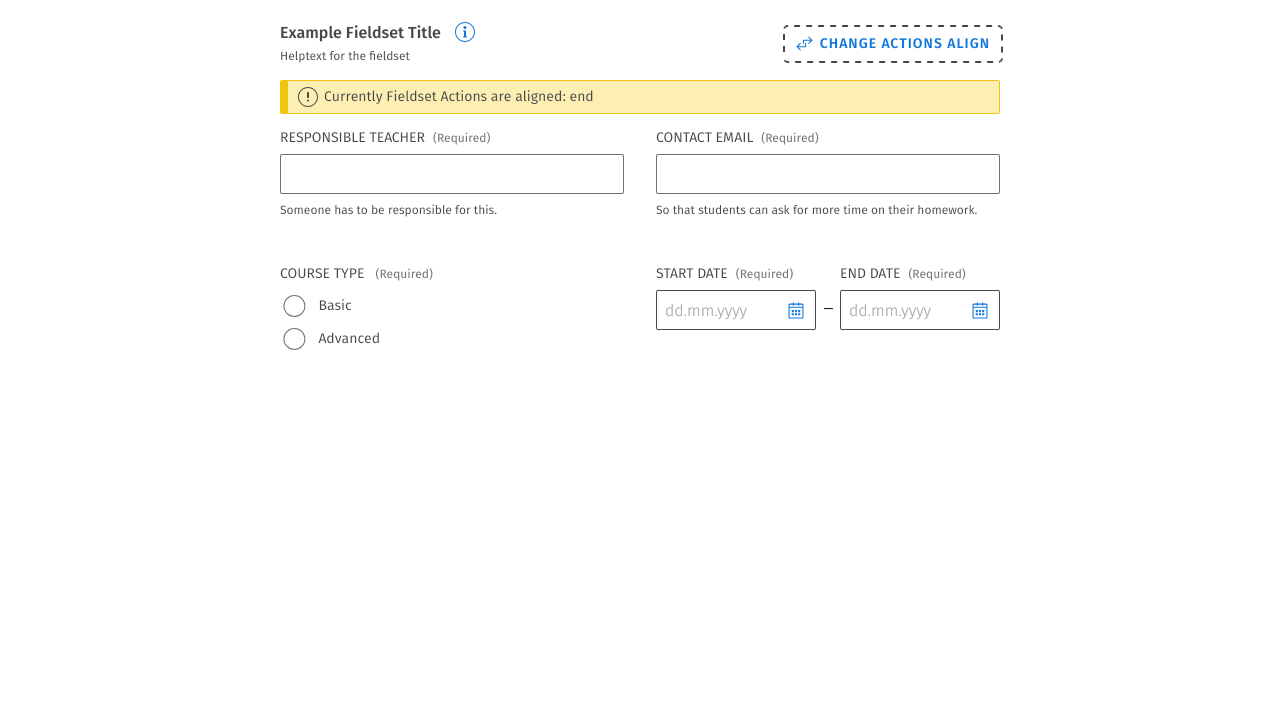 Example Fieldset Title
CHANGE ACTIONS ALIGN
Helptext for the fieldset
Currently Fieldset Actions are aligned: end
RESPONSIBLE TEACHER (Required)
CONTACT EMAIL (Required)
Someone has to be responsible for this.
So that students can ask for more time on their homework.
COURSE TYPE (Required)
START DATE (Required)
END DATE (Required)
Basic
dd.mm.yyyy – dd.mm.yyyy
Advanced